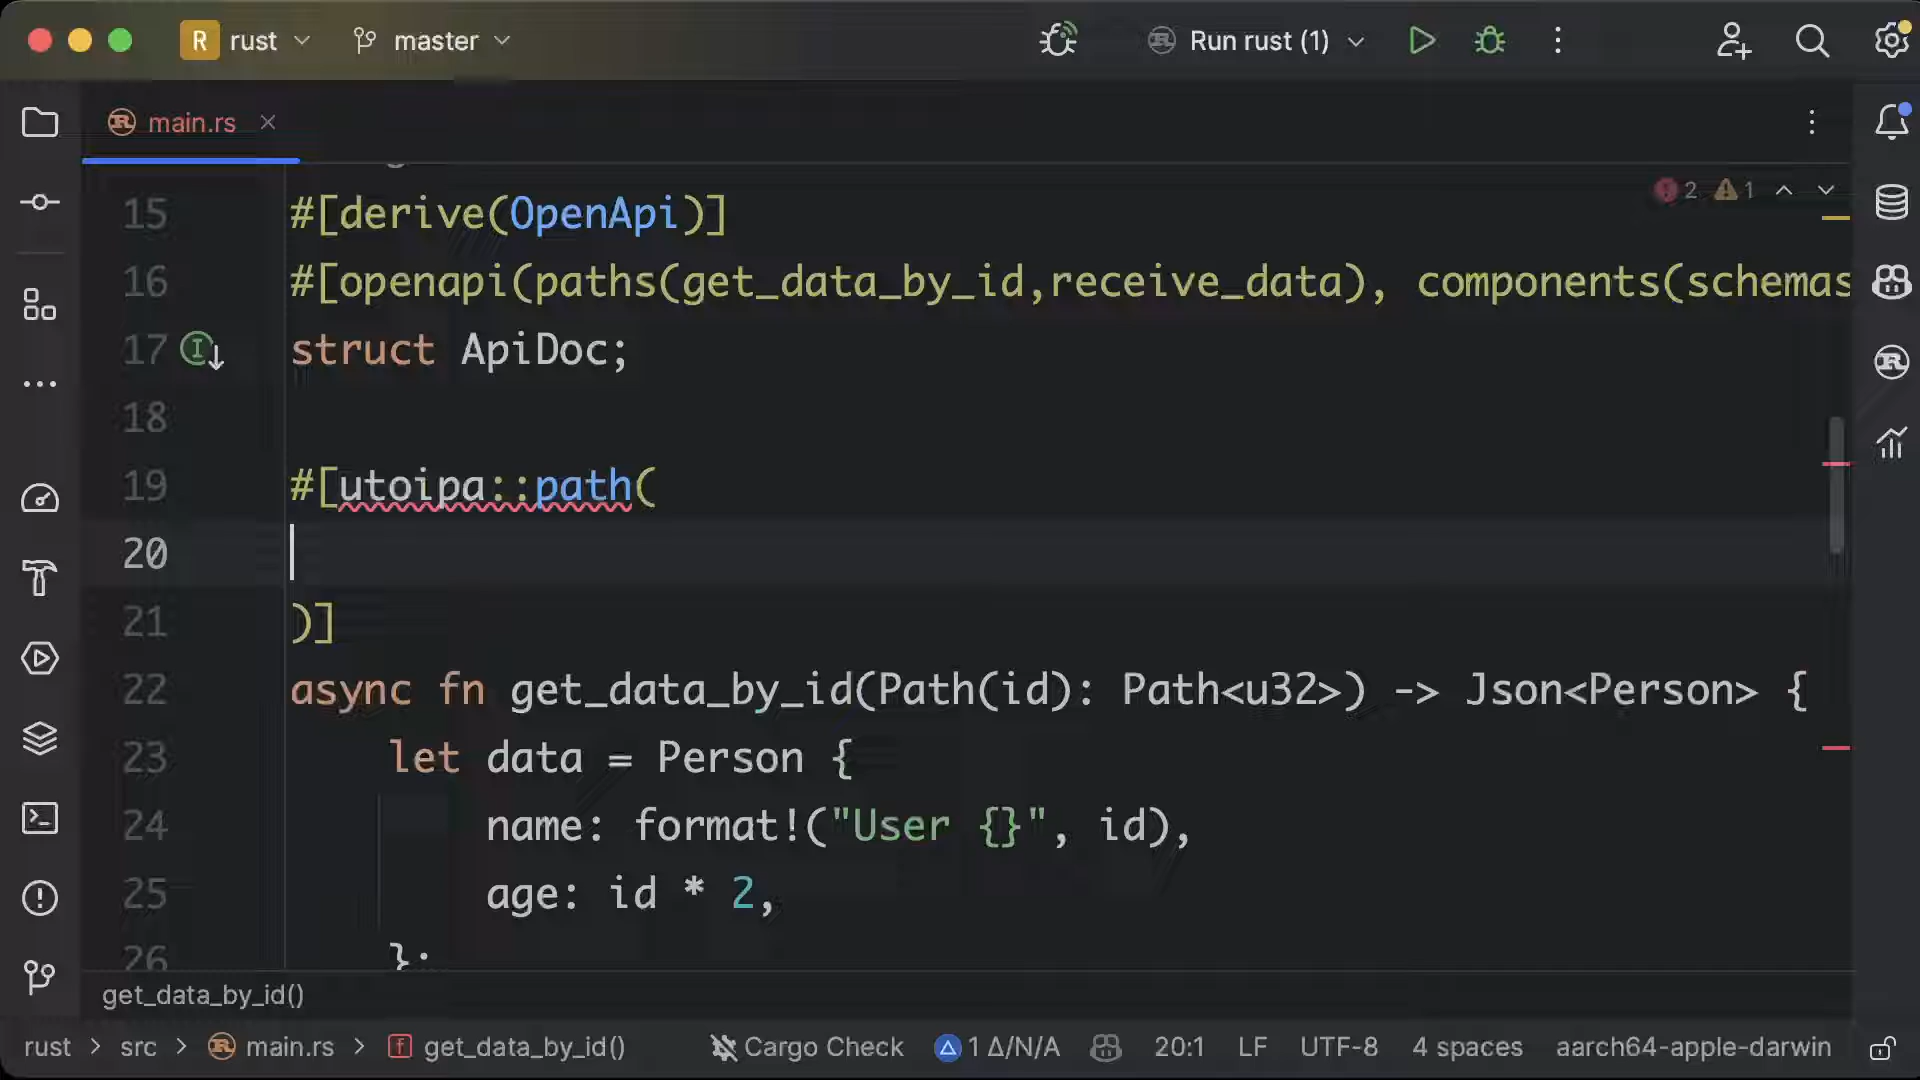 R rust master Run rust (1)
main.rs
2 1
15 #[derive(OpenApi)]
16 #[openapi(paths(get_data_by_id,receive_data), components(schemas
17 struct ApiDoc;
18
19 #[utoipa::path(
20
21 )]
22 async fn get_data_by_id(Path(id): Path<u32>) -> Json<Person> {
23 let data = Person {
24 name: format!("User {}", id),
25 age: id * 2,
26 };
get_data_by_id()
rust > src > main.rs > f get_data_by_id() Cargo Check 1 Δ/N/A 20:1 LF UTF-8 4 spaces aarch64-apple-darwin